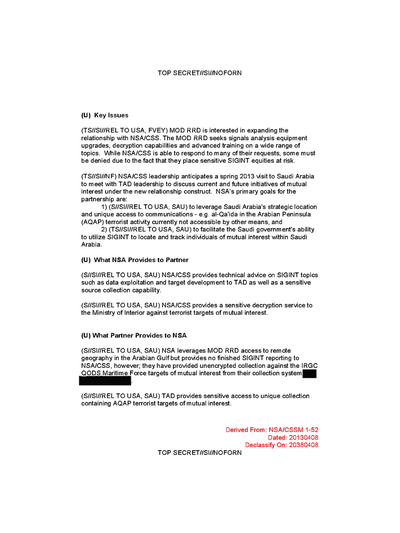 TOP SECRET//SI//NOFORN
(U) Key Issues
(TS//SI//REL TO USA, FVEY) MOD RRD is interested in expanding the
relationship with NSA/CSS. The MOD RRD seeks signals analysis equipment
upgrades, decryption capabilities and advanced training on a wide range of
topics. While NSA/CSS is able to respond to many of their requests, some must
be denied due to the fact that they place sensitive SIGINT equities at risk.
(TS//SI//NF) NSA/CSS leadership anticipates a spring 2013 visit to Saudi Arabia
to meet with TAD leadership to discuss current and future initiatives of mutual
interest under the new relationship construct. NSA's primary goals for the
partnership are:
1) (S//SI//REL TO USA, SAU) to leverage Saudi Arabia's strategic location
and unique access to communications - e.g. al-Qa'ida in the Arabian Peninsula
(AQAP) terrorist activity currently not accessible by other means, and
2) (TS//SI//REL TO USA, SAU) to facilitate the Saudi government's ability
to utilize SIGINT to locate and track individuals of mutual interest within Saudi
Arabia.
(U) What NSA Provides to Partner
(S//SI//REL TO USA, SAU) NSA/CSS provides technical advice on SIGINT topics
such as data exploitation and target development to TAD as well as a sensitive
source collection capability.
(S//SI//REL TO USA, SAU) NSA/CSS provides a sensitive decryption service to
the Ministry of Interior against terrorist targets of mutual interest.
(U) What Partner Provides to NSA
(S//SI//REL TO USA, SAU) NSA leverages MOD RRD access to remote
geography in the Arabian Gulf but provides no finished SIGINT reporting to
NSA/CSS, however; they have provided unencrypted collection against the IRGC
QODS Maritime Force targets of mutual interest from their collection system
(S//SI//REL TO USA, SAU) TAD provides sensitive access to unique collection
containing AQAP terrorist targets of mutual interest.
Derived From: NSA/CSSM 1-52
Dated: 20130408
Declassify On: 20380408
TOP SECRET//SI//NOFORN